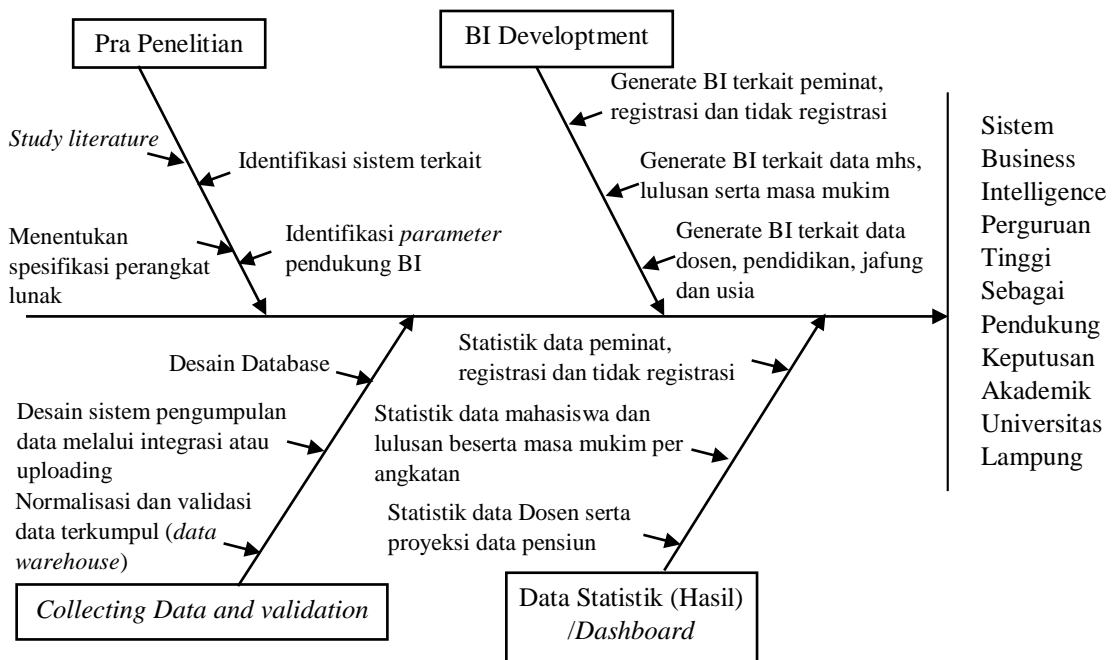 Pra Penelitian
BI Developtment
Study literature
Identifikasi sistem terkait
Menentukan
spesifikasi perangkat
lunak
Identifikasi parameter
pendukung BI
Generate BI terkait peminat,
registrasi dan tidak registrasi
Generate BI terkait data mhs,
lulusan serta masa mukim
Generate BI terkait data
dosen, pendidikan, jafung
dan usia
Desain Database
Desain sistem pengumpulan
data melalui integrasi atau
uploading
Normalisasi dan validasi
data terkumpul (data
warehouse)
Collecting Data and validation
Statistik data peminat,
registrasi dan tidak registrasi
Statistik data mahasiswa dan
lulusan beserta masa mukim per
angkatan
Statistik data Dosen serta
proyeksi data pensiun
Data Statistik (Hasil)
/Dashboard
Sistem
Business
Intelligence
Perguruan
Tinggi
Sebagai
Pendukung
Keputusan
Akademik
Universitas
Lampung